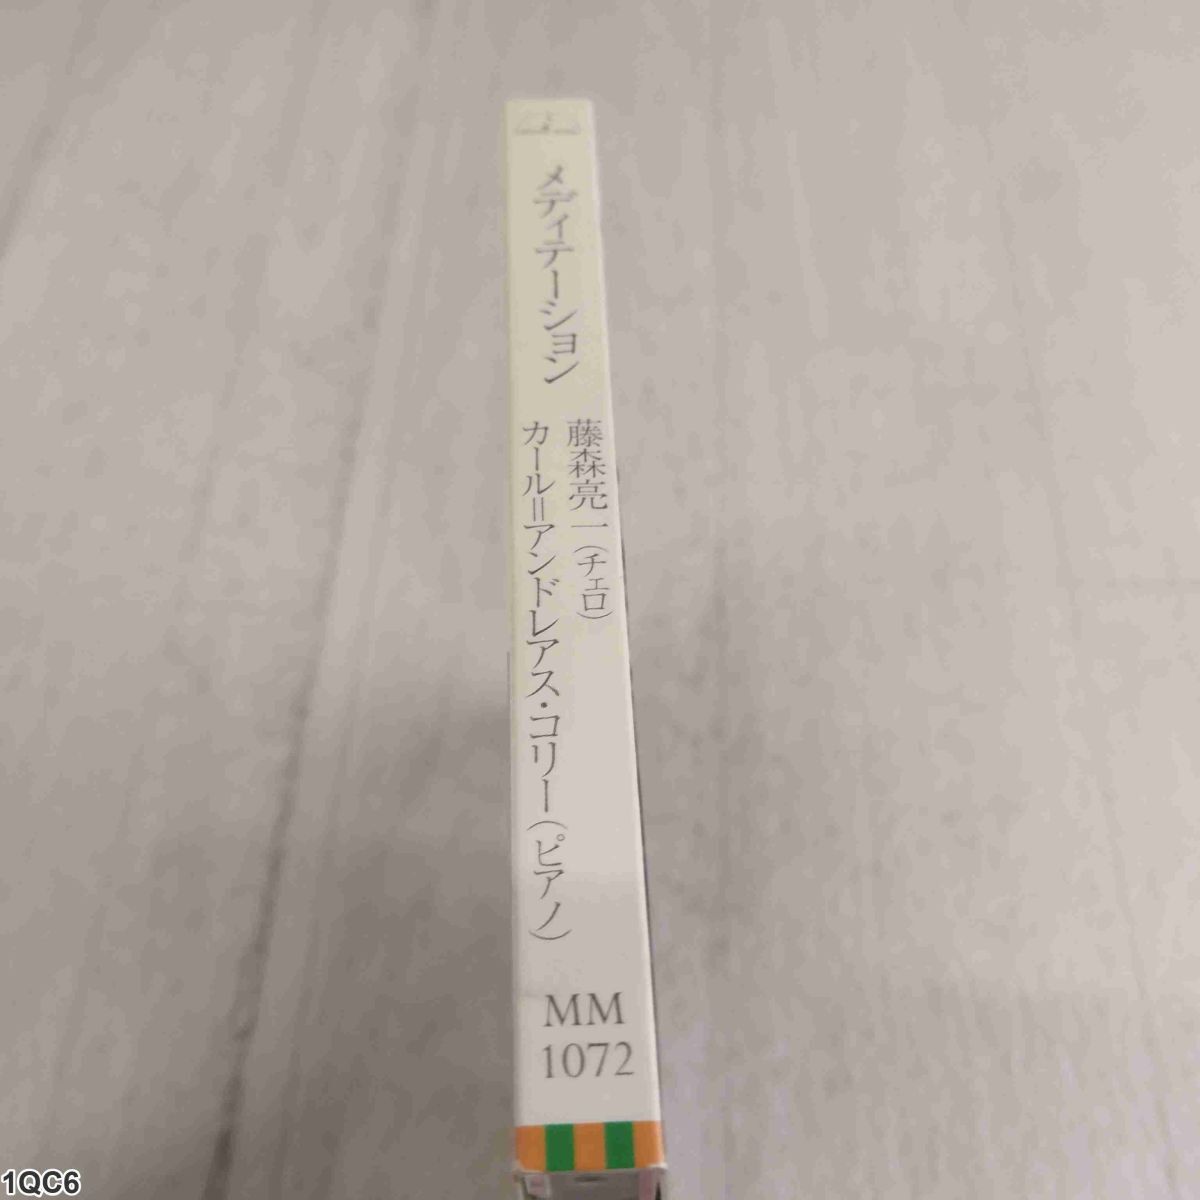 メディテーション
藤森亮一（チェロ）
カール＝アンドレアス・コリー（ピアノ）
MM
1072
1QC6